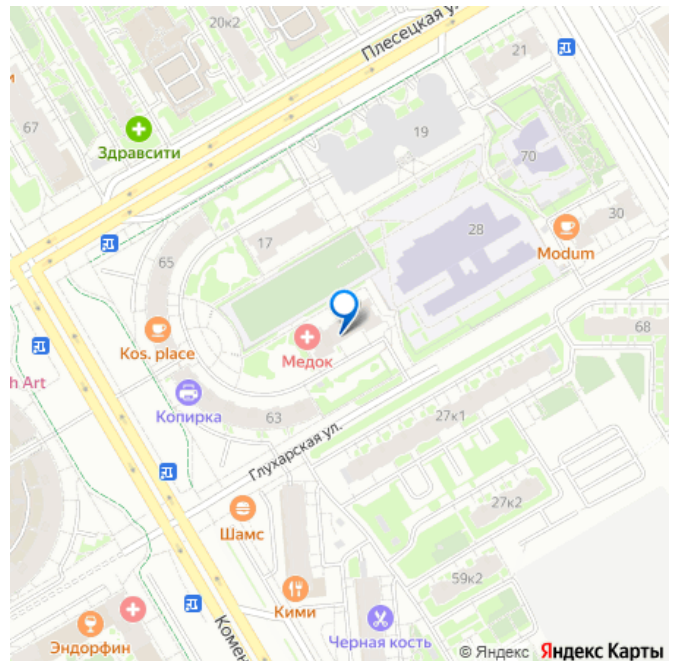 20к2
Плесецкая ул
21
и
67
Здравсити
19
70
17
28
30
65
Modum
Kos. place
Медок
68
h Art
Копирка
63
27к1
Глухарская ул.
Шамс
27к2
59к2
Кими
Комен
Черная кость
Эндорфин
© Яндекс Яндекс Карты